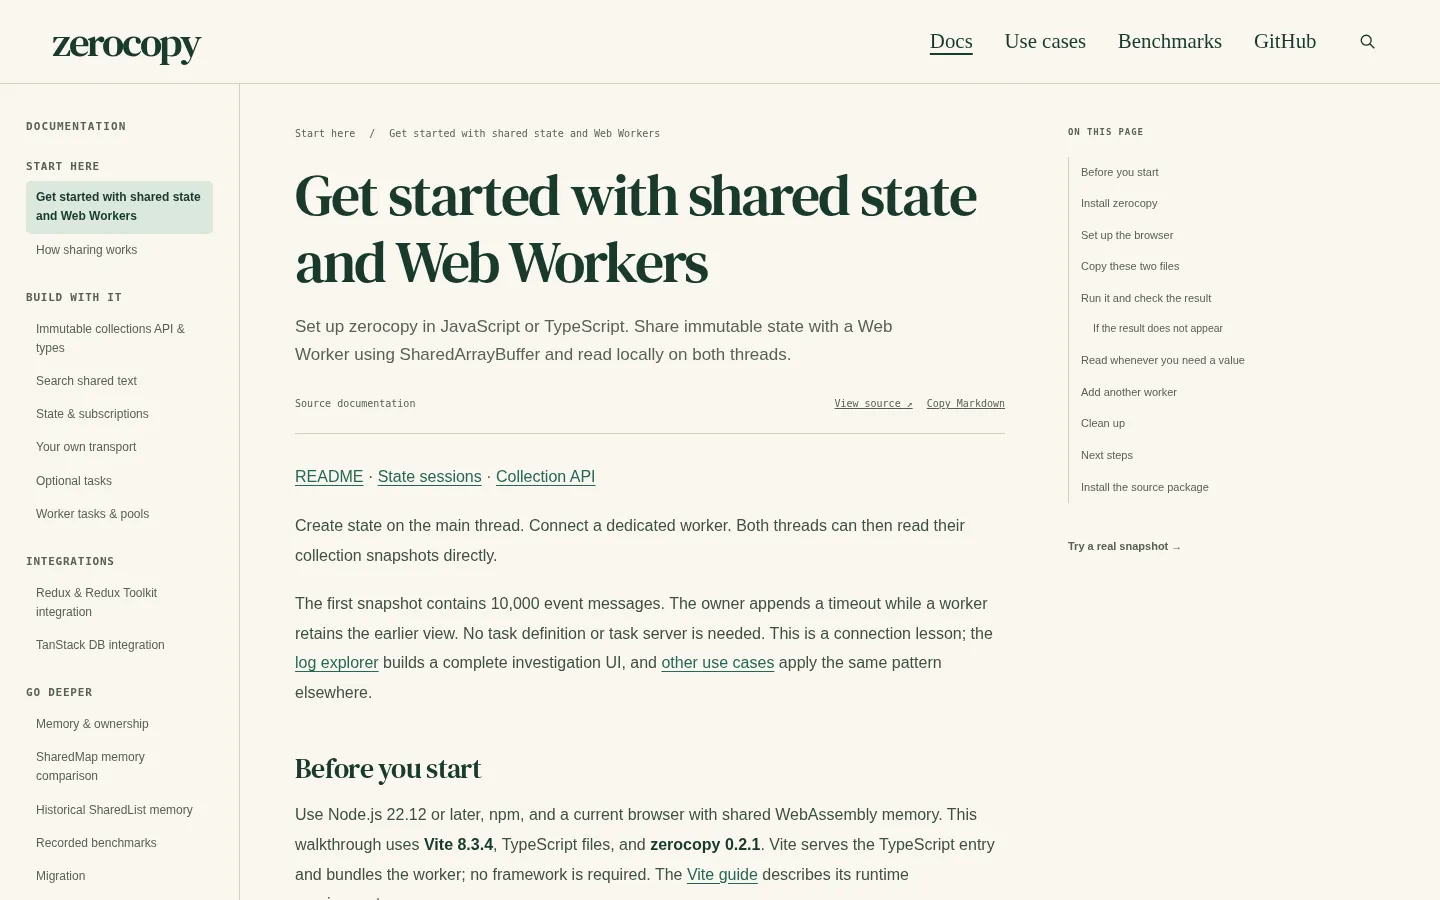 zerocopy
Docs
Use cases
Benchmarks
GitHub
DOCUMENTATION
START HERE
Get started with shared state
and Web Workers
How sharing works
BUILD WITH IT
Immutable collections API &
types
Search shared text
State & subscriptions
Your own transport
Optional tasks
Worker tasks & pools
INTEGRATIONS
Redux & Redux Toolkit
integration
TanStack DB integration
GO DEEPER
Memory & ownership
SharedMap memory
comparison
Historical SharedList memory
Recorded benchmarks
Migration
Start here / Get started with shared state and Web Workers
Get started with shared state
and Web Workers
Set up zerocopy in JavaScript or TypeScript. Share immutable state with a Web
Worker using SharedArrayBuffer and read locally on both threads.
Source documentation
View source ↗ Copy Markdown
README · State sessions · Collection API
Create state on the main thread. Connect a dedicated worker. Both threads can then read their
collection snapshots directly.
The first snapshot contains 10,000 event messages. The owner appends a timeout while a worker
retains the earlier view. No task definition or task server is needed. This is a connection lesson; the
log explorer builds a complete investigation UI, and other use cases apply the same pattern
elsewhere.
Before you start
Use Node.js 22.12 or later, npm, and a current browser with shared WebAssembly memory. This
walkthrough uses Vite 8.3.4, TypeScript files, and zerocopy 0.2.1. Vite serves the TypeScript entry
and bundles the worker; no framework is required. The Vite guide describes its runtime
ON THIS PAGE
Before you start
Install zerocopy
Set up the browser
Copy these two files
Run it and check the result
If the result does not appear
Read whenever you need a value
Add another worker
Clean up
Next steps
Install the source package
Try a real snapshot →